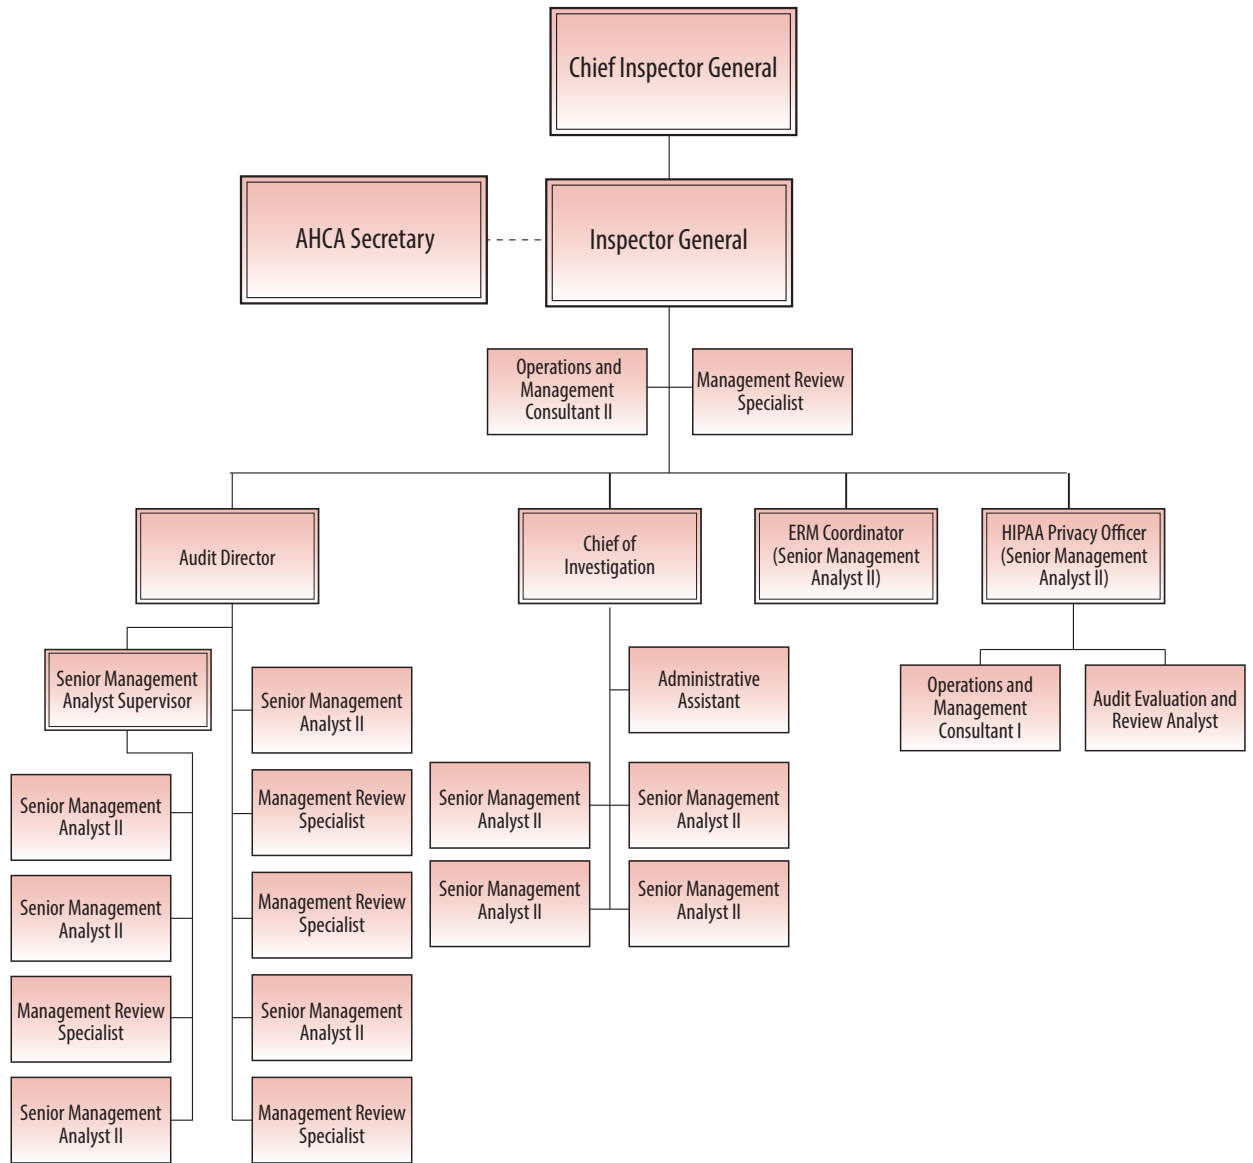 Chief Inspector General
AHCA Secretary
Inspector General
Operations and
Management
Consultant II
Management Review
Specialist
Audit Director
Chief of
Investigation
ERM Coordinator
(Senior Management
Analyst II)
HIPAA Privacy Officer
(Senior Management
Analyst II)
Senior Management
Analyst Supervisor
Senior Management
Analyst II
Senior Management
Analyst II
Management Review
Specialist
Senior Management
Analyst II
Senior Management
Analyst II
Management Review
Specialist
Management Review
Specialist
Senior Management
Analyst II
Management Review
Specialist
Administrative
Assistant
Senior Management
Analyst II
Senior Management
Analyst II
Senior Management
Analyst II
Senior Management
Analyst II
Operations and
Management
Consultant I
Audit Evaluation and
Review Analyst